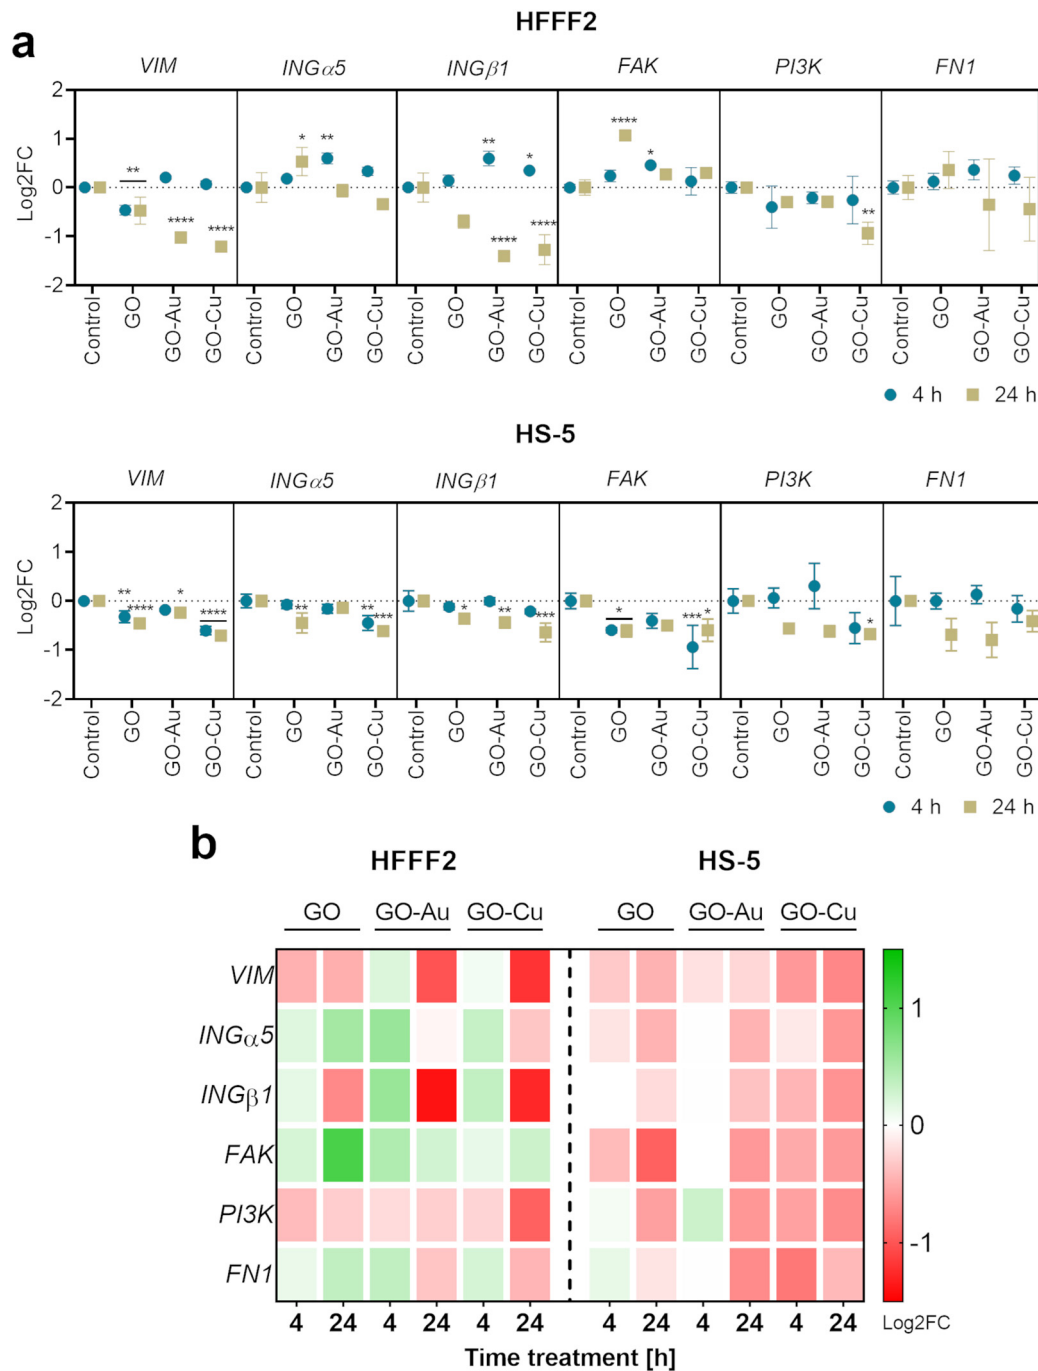 a
HFFF2
VIM INGα5 INGβ1 FAK PI3K FN1
Log2FC
2
1
0
-1
-2
** **** ****
* **
** **** * ****
**** *
**
Control GO GO-Au GO-Cu Control GO GO-Au GO-Cu Control GO GO-Au GO-Cu Control GO GO-Au GO-Cu Control GO GO-Au GO-Cu Control GO GO-Au GO-Cu
4 h 24 h
HS-5
VIM INGα5 INGβ1 FAK PI3K FN1
Log2FC
2
1
0
-1
-2
** **** * ****
** ** ***
* ** ***
* *** *
*
Control GO GO-Au GO-Cu Control GO GO-Au GO-Cu Control GO GO-Au GO-Cu Control GO GO-Au GO-Cu Control GO GO-Au GO-Cu Control GO GO-Au GO-Cu
4 h 24 h
b
HFFF2 HS-5
GO GO-Au GO-Cu GO GO-Au GO-Cu
VIM
INGα5
INGβ1
FAK
PI3K
FN1
1
0
-1
Log2FC
4 24 4 24 4 24 4 24 4 24 4 24
Time treatment [h]